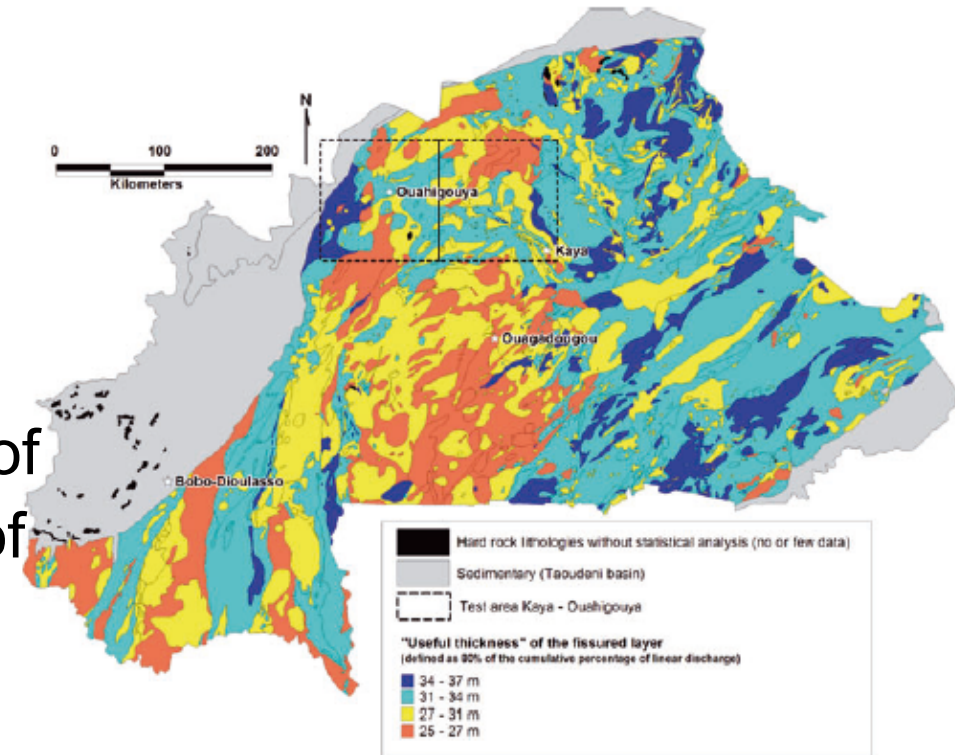 N
0 100 200
Kilometers
Ouahigouya
Kaya
Ouagadougou
of
Bobo-Dioulasso
of
Hard rock lithologies without statistical analysis (no or few data)
Sedimentary (Taoudeni basin)
Test area Kaya - Ouahigouya
"Useful thickness" of the fissured layer
(defined as 80% of the cumulative percentage of linear discharge)
34 - 37 m
31 - 34 m
27 - 31 m
25 - 27 m